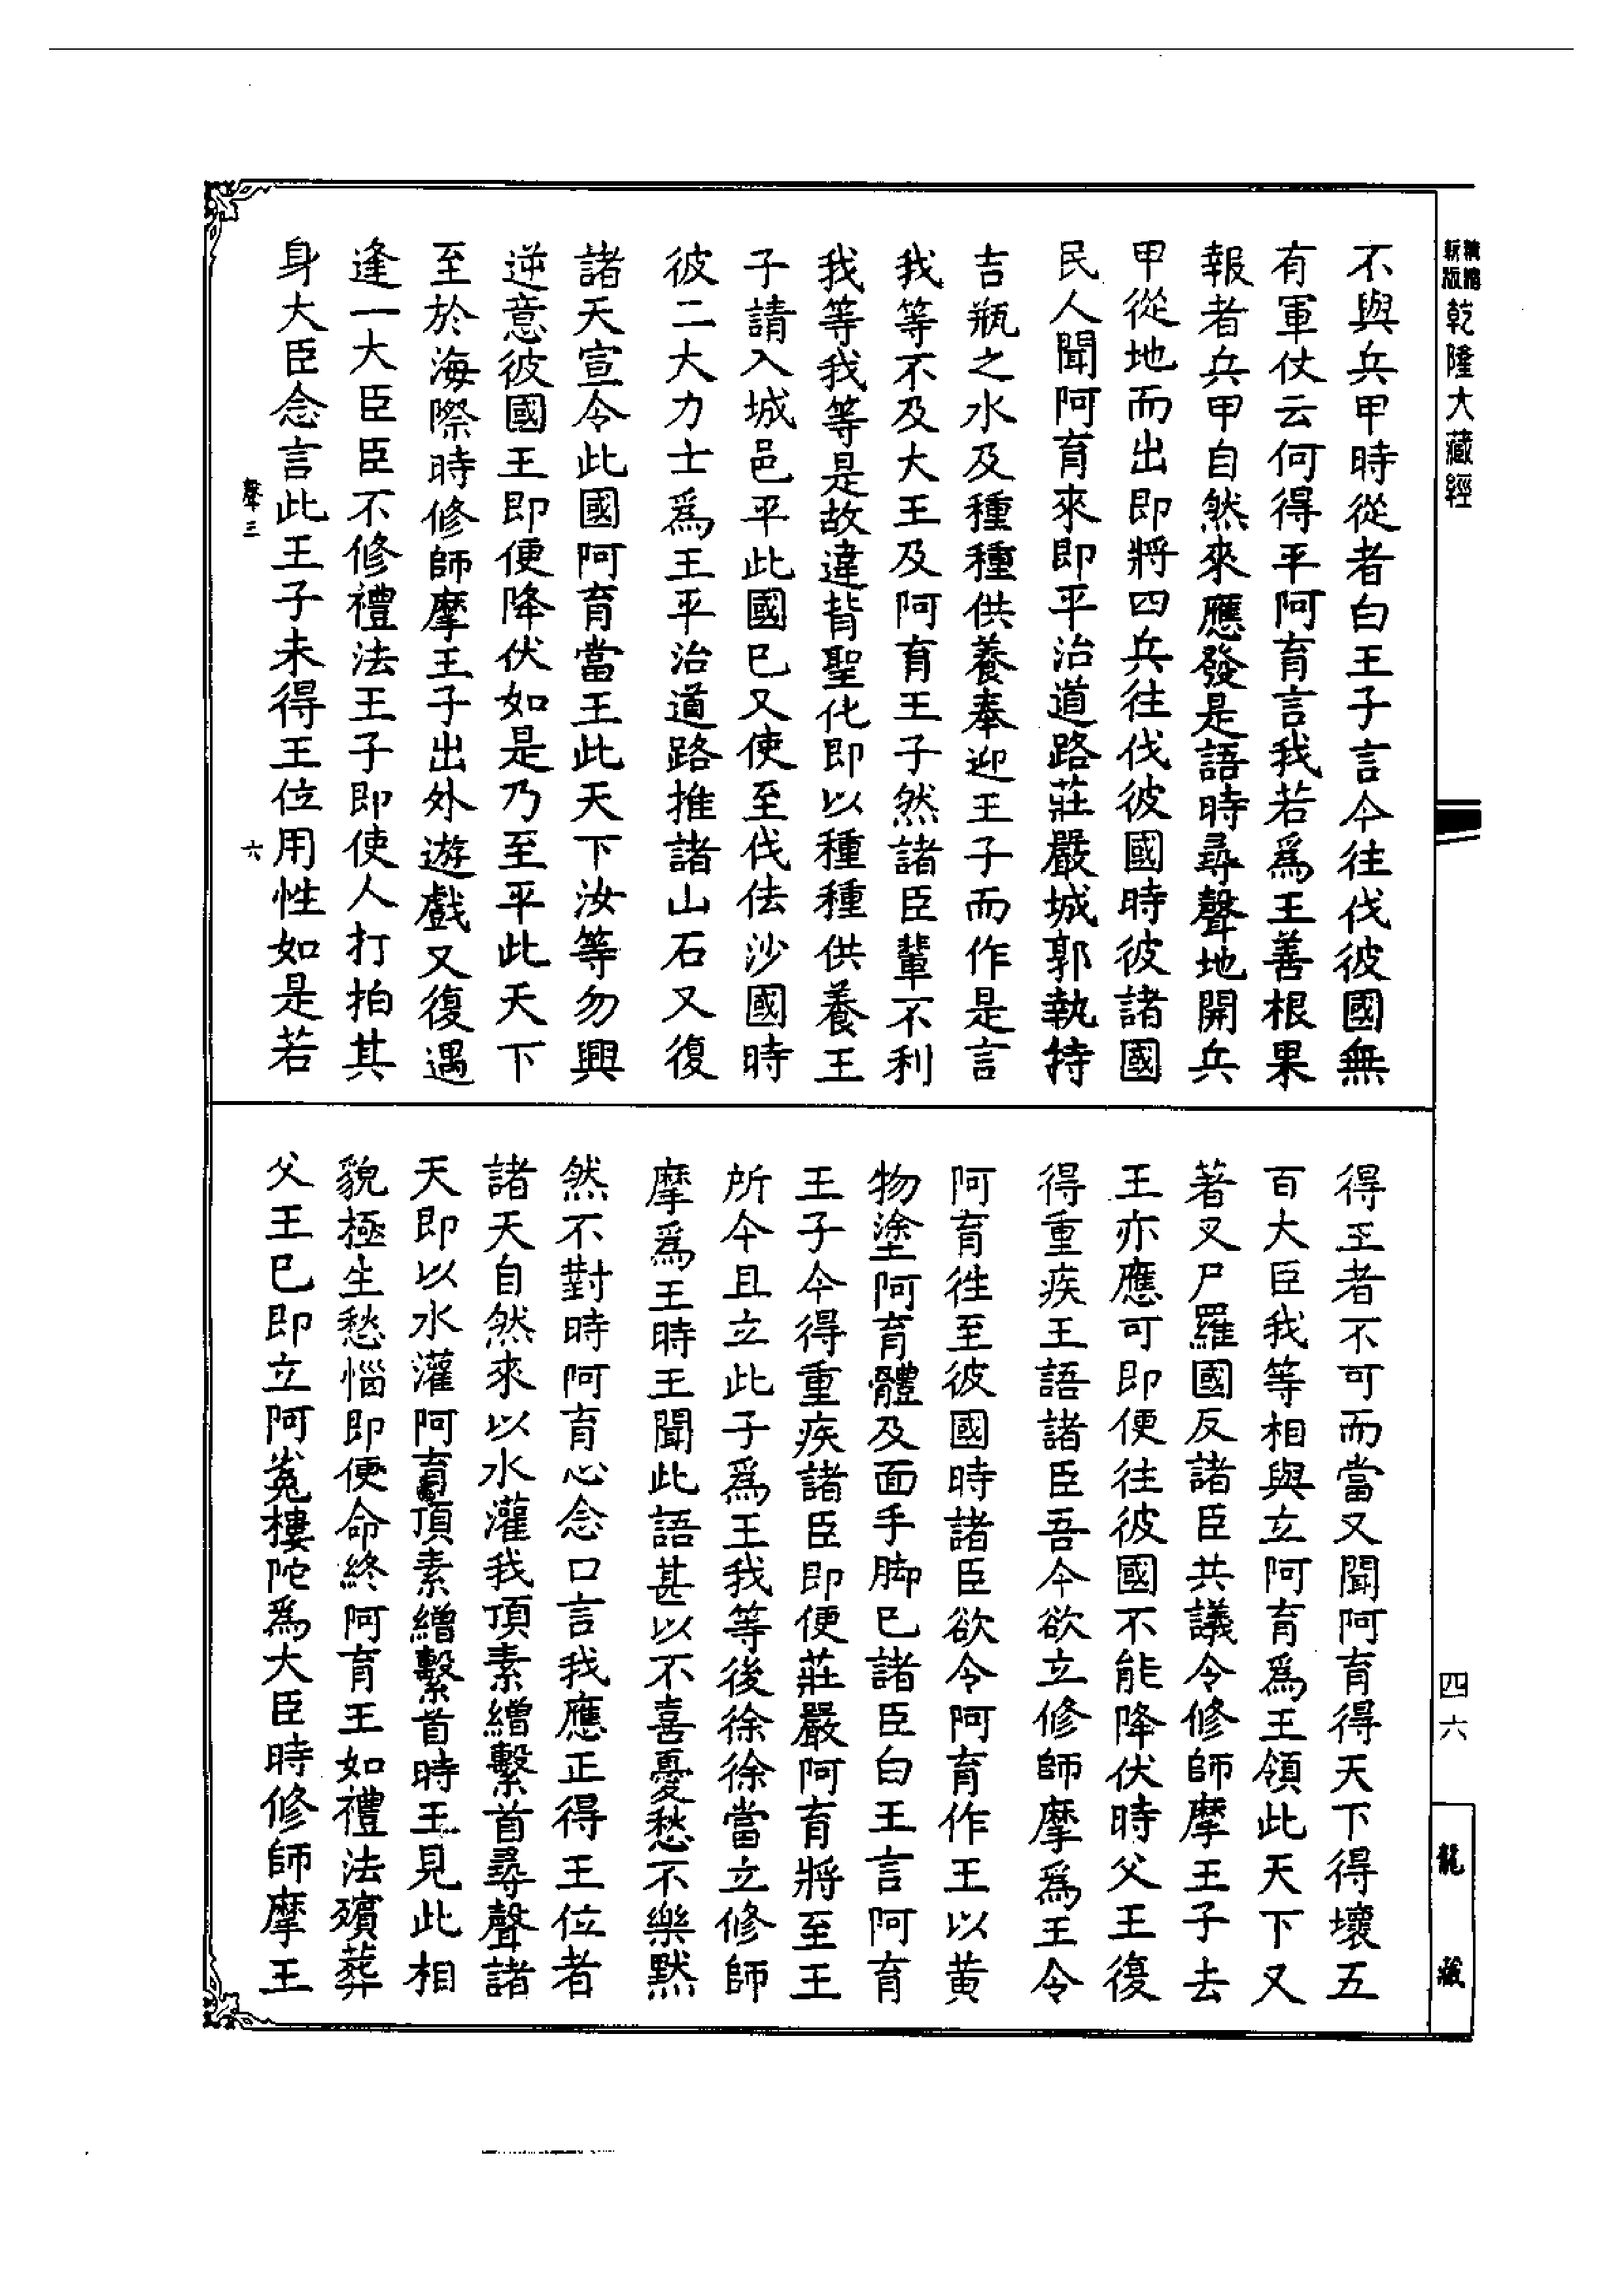 精縮
新版
乾隆大藏經
不與兵甲時從者白王子言今往伐彼國無
有軍仗云何得平阿育言我若爲王善根果
報者兵甲自然來應發是語時尋聲地開兵
甲從地而出即將四兵往伐彼國時彼諸國
民人聞阿育來即平治道路莊嚴城郭執持
吉瓶之水及種種供養奉迎王子而作是言
我等不及大王及阿育王子然諸臣輩不利
我等我等是故違背聖化即以種種供養王
子請入城邑平此國已又使至伐佉沙國時
彼二大力士爲王平治道路推諸山石又復
諸天宣令此國阿育當王此天下汝等勿興
逆意彼國王即便降伏如是乃至平此天下
至於海際時修師摩王子出外遊戲又復遇
逢一大臣臣不修禮法王子即使人打拍其
身大臣念言此王子未得王位用性如是若
聲三
六
得王者不可而當又聞阿育得天下得壞五
百大臣我等相與立阿育爲王領此天下又
著叉尸羅國反諸臣共議令修師摩王子去
王亦應可即便往彼國不能降伏時父王復
得重疾王語諸臣吾今欲立修師摩爲王令
阿育往至彼國時諸臣欲令阿育作王以黃
物塗阿育體及面手脚已諸臣白王言阿育
王子今得重疾諸臣即便莊嚴阿育將至王
所今且立此子爲王我等後徐徐當立修師
摩爲王時王聞此語甚以不喜憂愁不樂默
然不對時阿育心念口言我應正得王位者
諸天自然來以水灌我頂素繒繫首尋聲諸
天即以水灌阿育頂素繒繫首時王見此相
貌極生愁惱即便命終阿育王如禮法殯葬
父王已即立阿㝹樓陀爲大臣時修師摩王
四六
龍藏